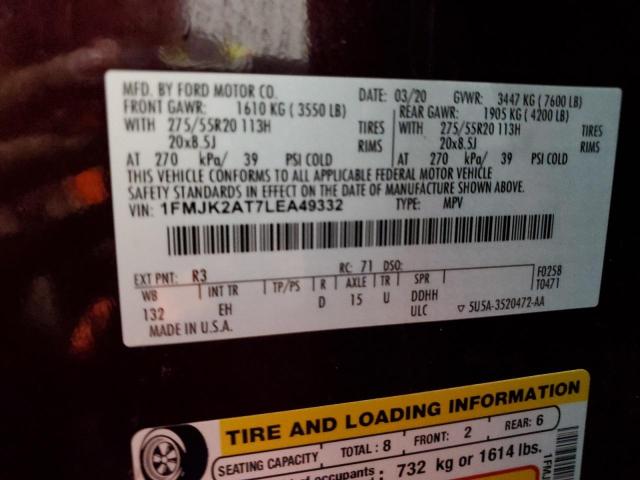 MFD. BY FORD MOTOR CO.
DATE: 03/20 GVWR: 3447 KG (7600 LB)
FRONT GAWR: 1610 KG (3550 LB) REAR GAWR: 1905 KG (4200 LB)
WITH 275/55R20 113H TIRES WITH 275/55R20 113H TIRES
20x8.5J RIMS 20x8.5J RIMS
AT 270 kPa/ 39 PSI COLD AT 270 kPa/ 39 PSI COLD
THIS VEHICLE CONFORMS TO ALL APPLICABLE FEDERAL MOTOR VEHICLE
SAFETY STANDARDS IN EFFECT ON THE DATE OF MANUFACTURE SHOWN ABOVE.
VIN: 1FMJK2AT7LEA49332 TYPE: MPV
EXT PNT: R3 RC: 71 DSO: F0258
WB INT TR TP/PS R AXLE TR SPR T0471
132 EH D 15 U DDHH
ULC ▽ 5U5A-3520472-AA
MADE IN U.S.A.
TIRE AND LOADING INFORMATION
SEATING CAPACITY TOTAL: 8 FRONT: 2 REAR: 6
occupants 732 kg or 1614 lbs.
1FMJ